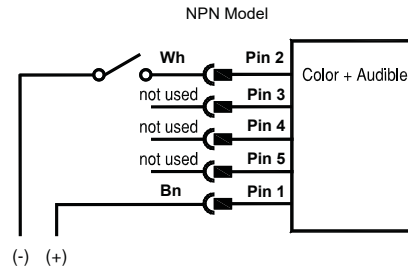 NPN Model
Wh Pin 2
Color + Audible
not used Pin 3
not used Pin 4
not used Pin 5
Bn Pin 1
(-) (+)